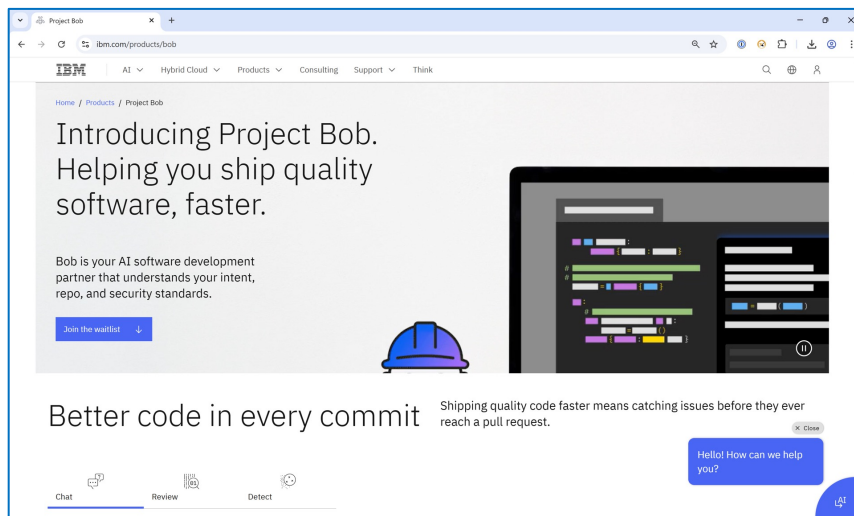 Project Bob
ibm.com/products/bob
IBM
AI
Hybrid Cloud
Products
Consulting
Support
Think
Home / Products / Project Bob
Introducing Project Bob.
Helping you ship quality
software, faster.
Bob is your AI software development
partner that understands your intent,
repo, and security standards.
Join the waitlist
Better code in every commit
Shipping quality code faster means catching issues before they ever
reach a pull request.
Close
Hello! How can we help
you?
Chat
Review
Detect
AI